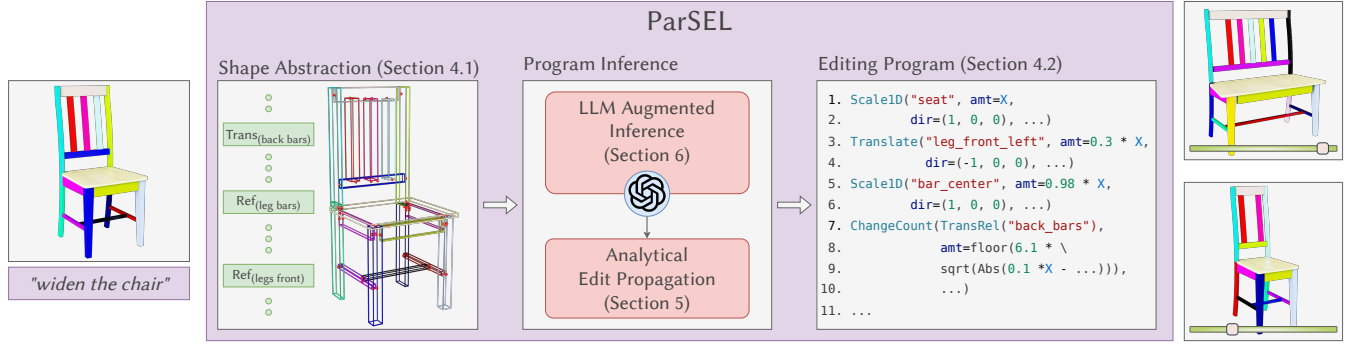 ParSEL
Shape Abstraction (Section 4.1)
Trans(back bars)
Ref(leg bars)
Ref(legs front)
"widen the chair"
Program Inference
LLM Augmented
Inference
(Section 6)
Analytical
Edit Propagation
(Section 5)
Editing Program (Section 4.2)
1. Scale1D("seat", amt=X,
2. dir=(1, 0, 0), ...)
3. Translate("leg_front_left", amt=0.3 * X,
4. dir=(-1, 0, 0), ...)
5. Scale1D("bar_center", amt=0.98 * X,
6. dir=(1, 0, 0), ...)
7. ChangeCount(TransRel("back_bars"),
8. amt=floor(6.1 * \
9. sqrt(Abs(0.1 *X - ...))),
10. ...)
11. ...